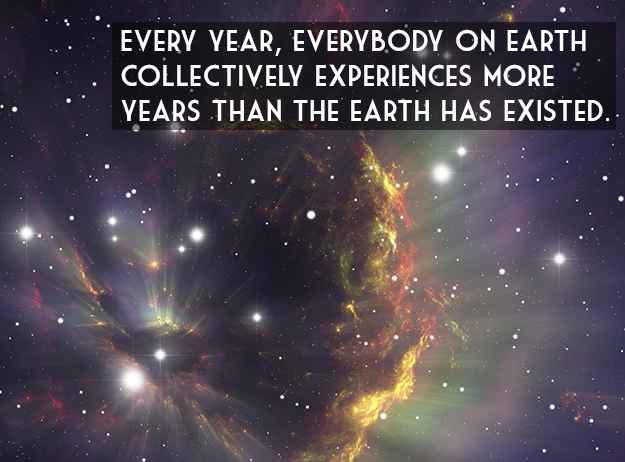 EVERY YEAR, EVERYBODY ON EARTH
COLLECTIVELY EXPERIENCES MORE
YEARS THAN THE EARTH HAS EXISTED.